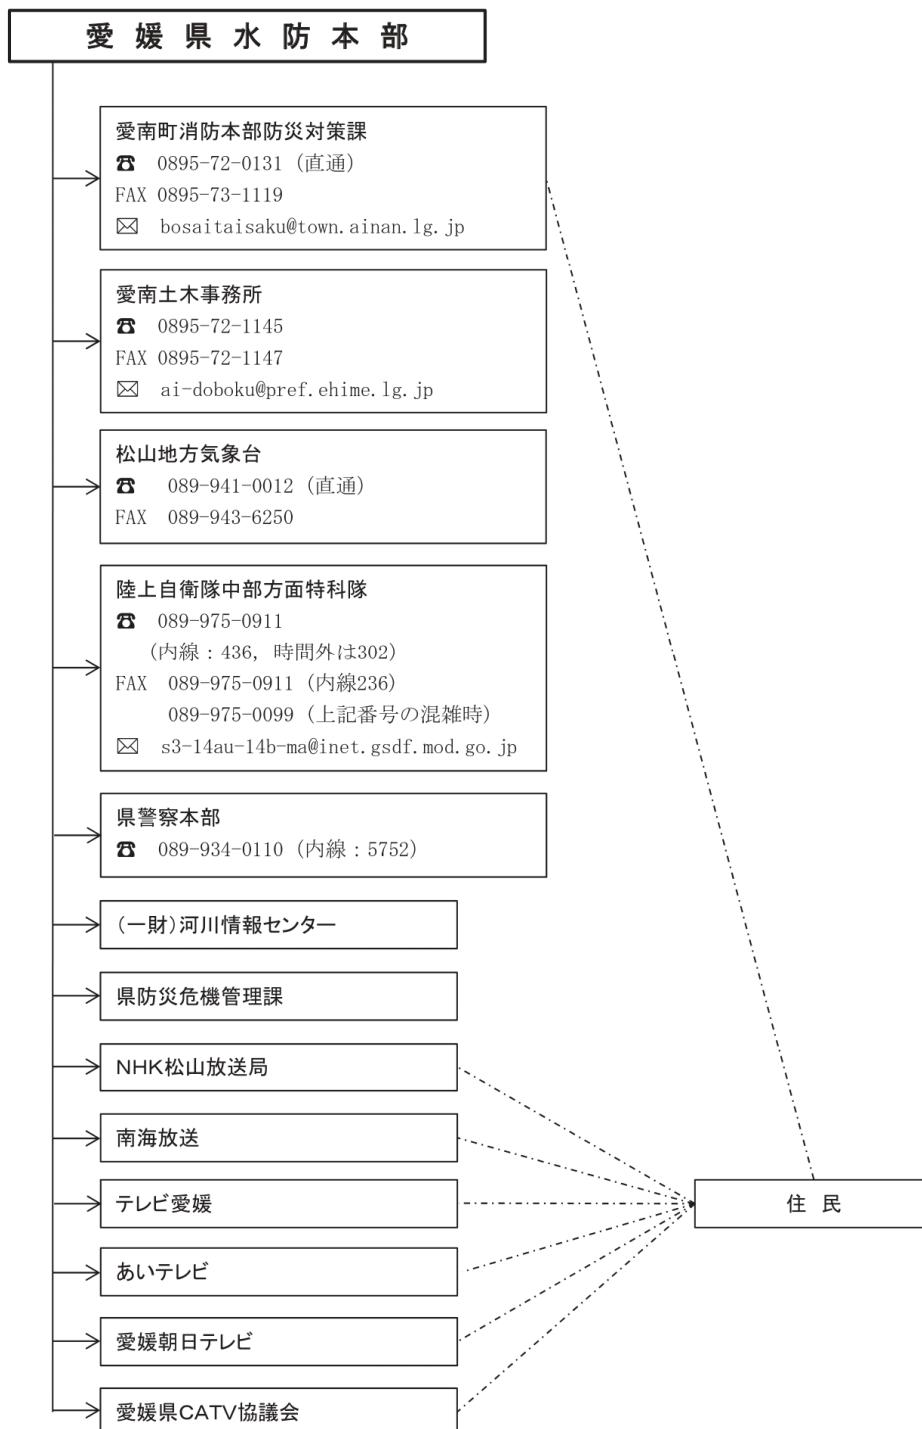 愛媛県水防本部
愛南町消防本部防災対策課
☎ 0895-72-0131（直通）
FAX 0895-73-1119
✉ bosaitaisaku@town.ainan.lg.jp
愛南土木事務所
☎ 0895-72-1145
FAX 0895-72-1147
✉ ai-doboku@pref.ehime.lg.jp
松山地方気象台
☎ 089-941-0012（直通）
FAX 089-943-6250
陸上自衛隊中部方面特科隊
☎ 089-975-0911
（内線：436，時間外は302）
FAX 089-975-0911（内線236）
089-975-0099（上記番号の混雑時）
✉ s3-14au-14b-ma@inet.gsdf.mod.go.jp
県警察本部
☎ 089-934-0110（内線：5752）
（一財）河川情報センター
県防災危機管理課
NHK松山放送局
南海放送
テレビ愛媛
住民
あいテレビ
愛媛朝日テレビ
愛媛県CATV協議会